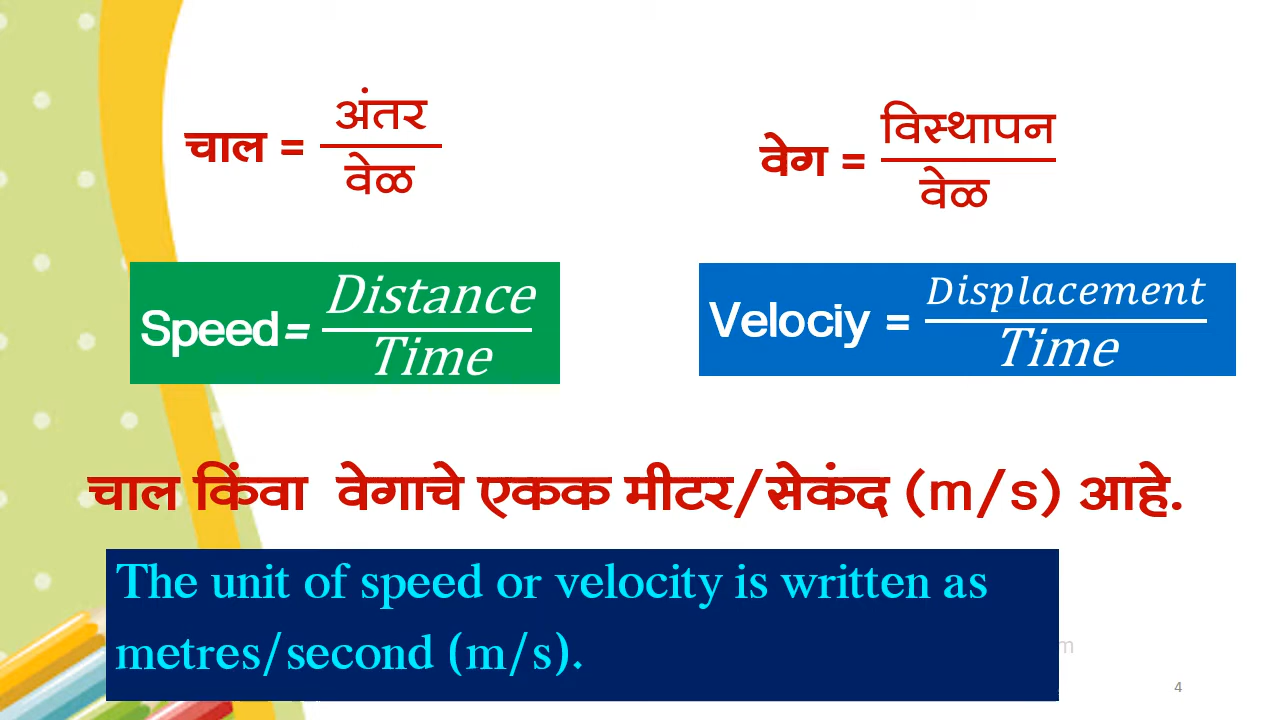 चाल = अंतर / वेळ
वेग = विस्थापन / वेळ
Speed= Distance / Time
Velociy = Displacement / Time
चाल किंवा वेगाचे एकक मीटर/सेकंद (m/s) आहे.
The unit of speed or velocity is written as
metres/second (m/s).
m
4